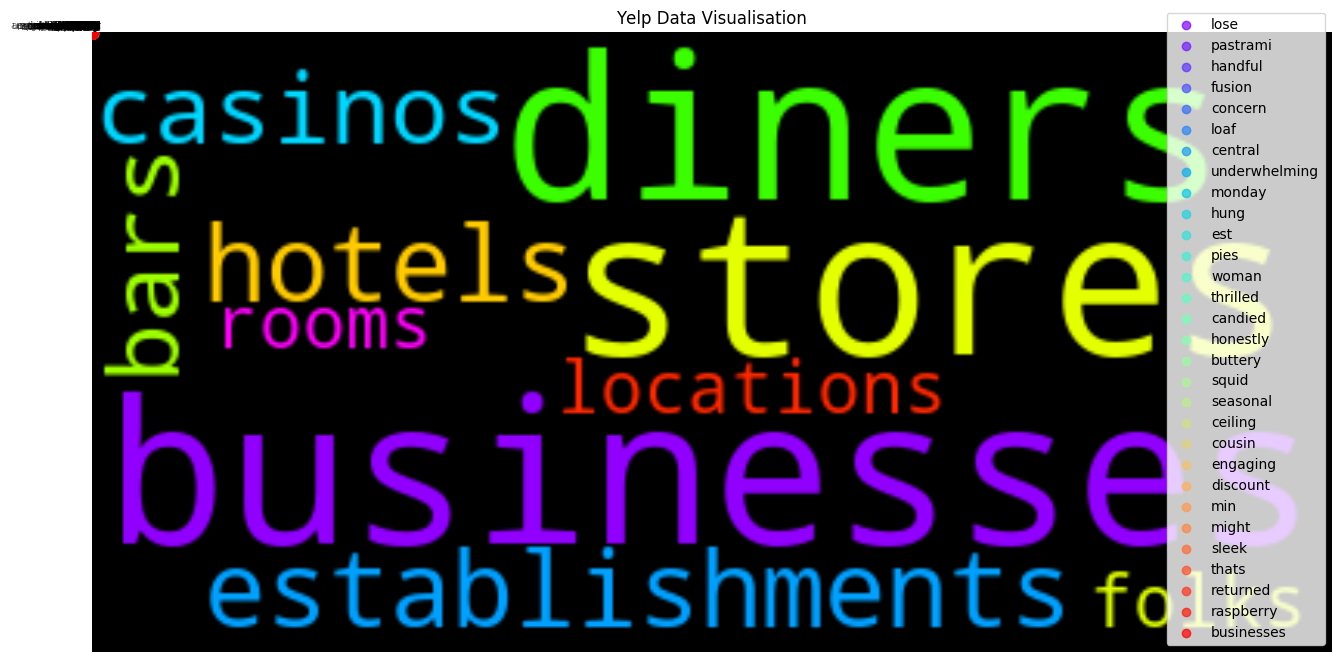 Yelp Data Visualisation
casinos
diners
bars
hotels
stores
rooms
locations
businesses
establishments
folks
lose
pastrami
handful
fusion
concern
loaf
central
underwhelming
monday
hung
est
pies
woman
thrilled
candied
honestly
buttery
squid
seasonal
ceiling
cousin
engaging
discount
min
might
sleek
thats
returned
raspberry
businesses